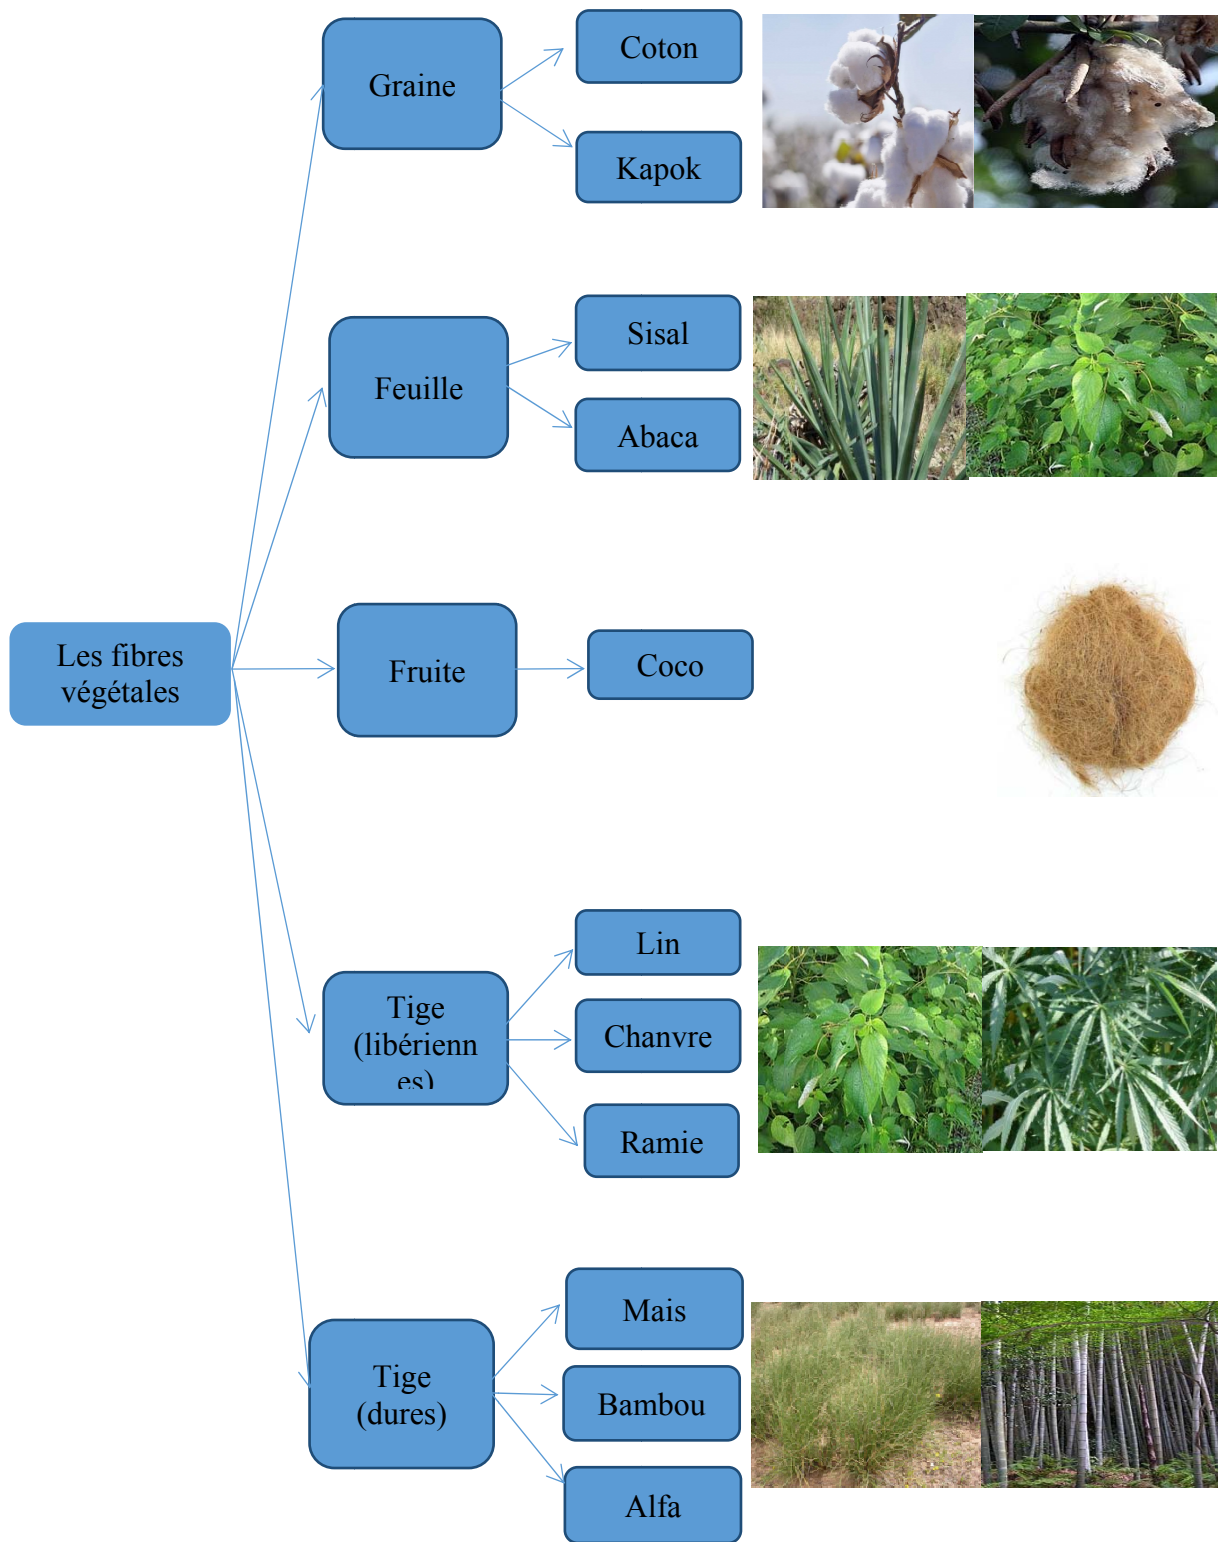 Graine
Coton
Kapok
Feuille
Sisal
Abaca
Les fibres
végétales
Fruite
Coco
Tige
(libérienn
es)
Lin
Chanvre
Ramie
Tige
(dures)
Mais
Bambou
Alfa